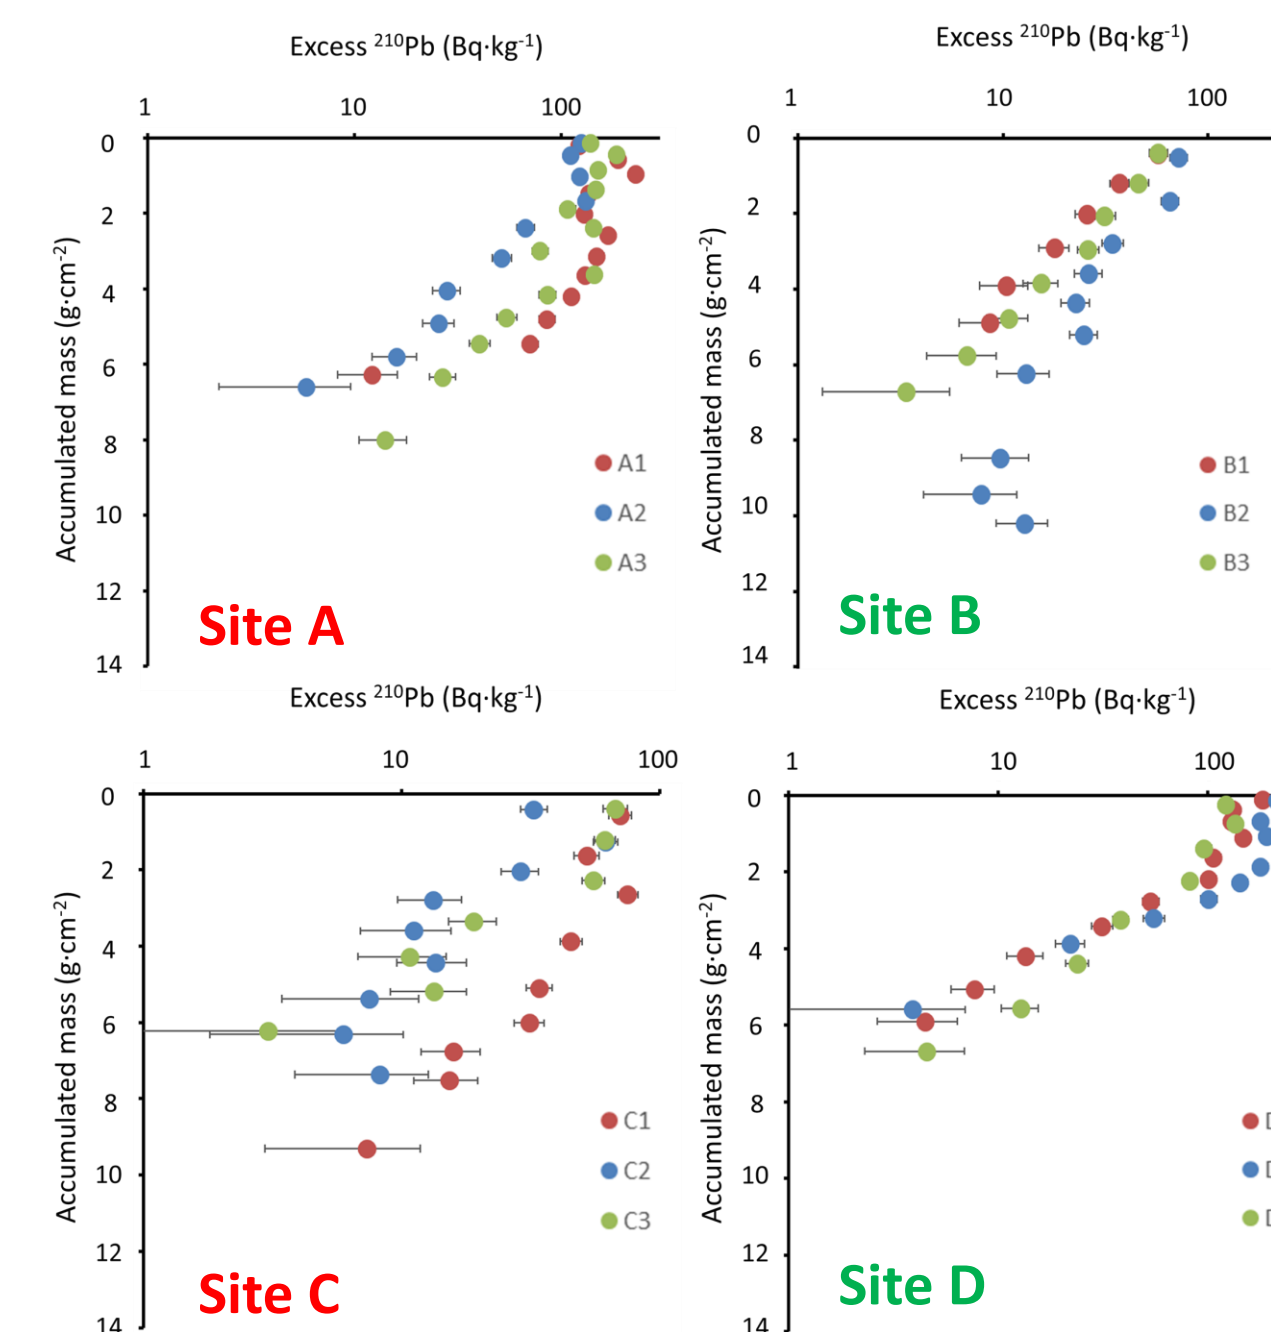 Excess ²¹⁰Pb (Bq·kg⁻¹)
1 10 100
0
2
4
6
8
10
12
14
Accumulated mass (g·cm⁻²)
A1
A2
A3
Site A
Excess ²¹⁰Pb (Bq·kg⁻¹)
1 10 100
0
2
4
6
8
10
12
14
Accumulated mass (g·cm⁻²)
B1
B2
B3
Site B
Excess ²¹⁰Pb (Bq·kg⁻¹)
1 10 100
0
2
4
6
8
10
12
14
Accumulated mass (g·cm⁻²)
C1
C2
C3
Site C
Excess ²¹⁰Pb (Bq·kg⁻¹)
1 10 100
0
2
4
6
8
10
12
14
Accumulated mass (g·cm⁻²)
Site D